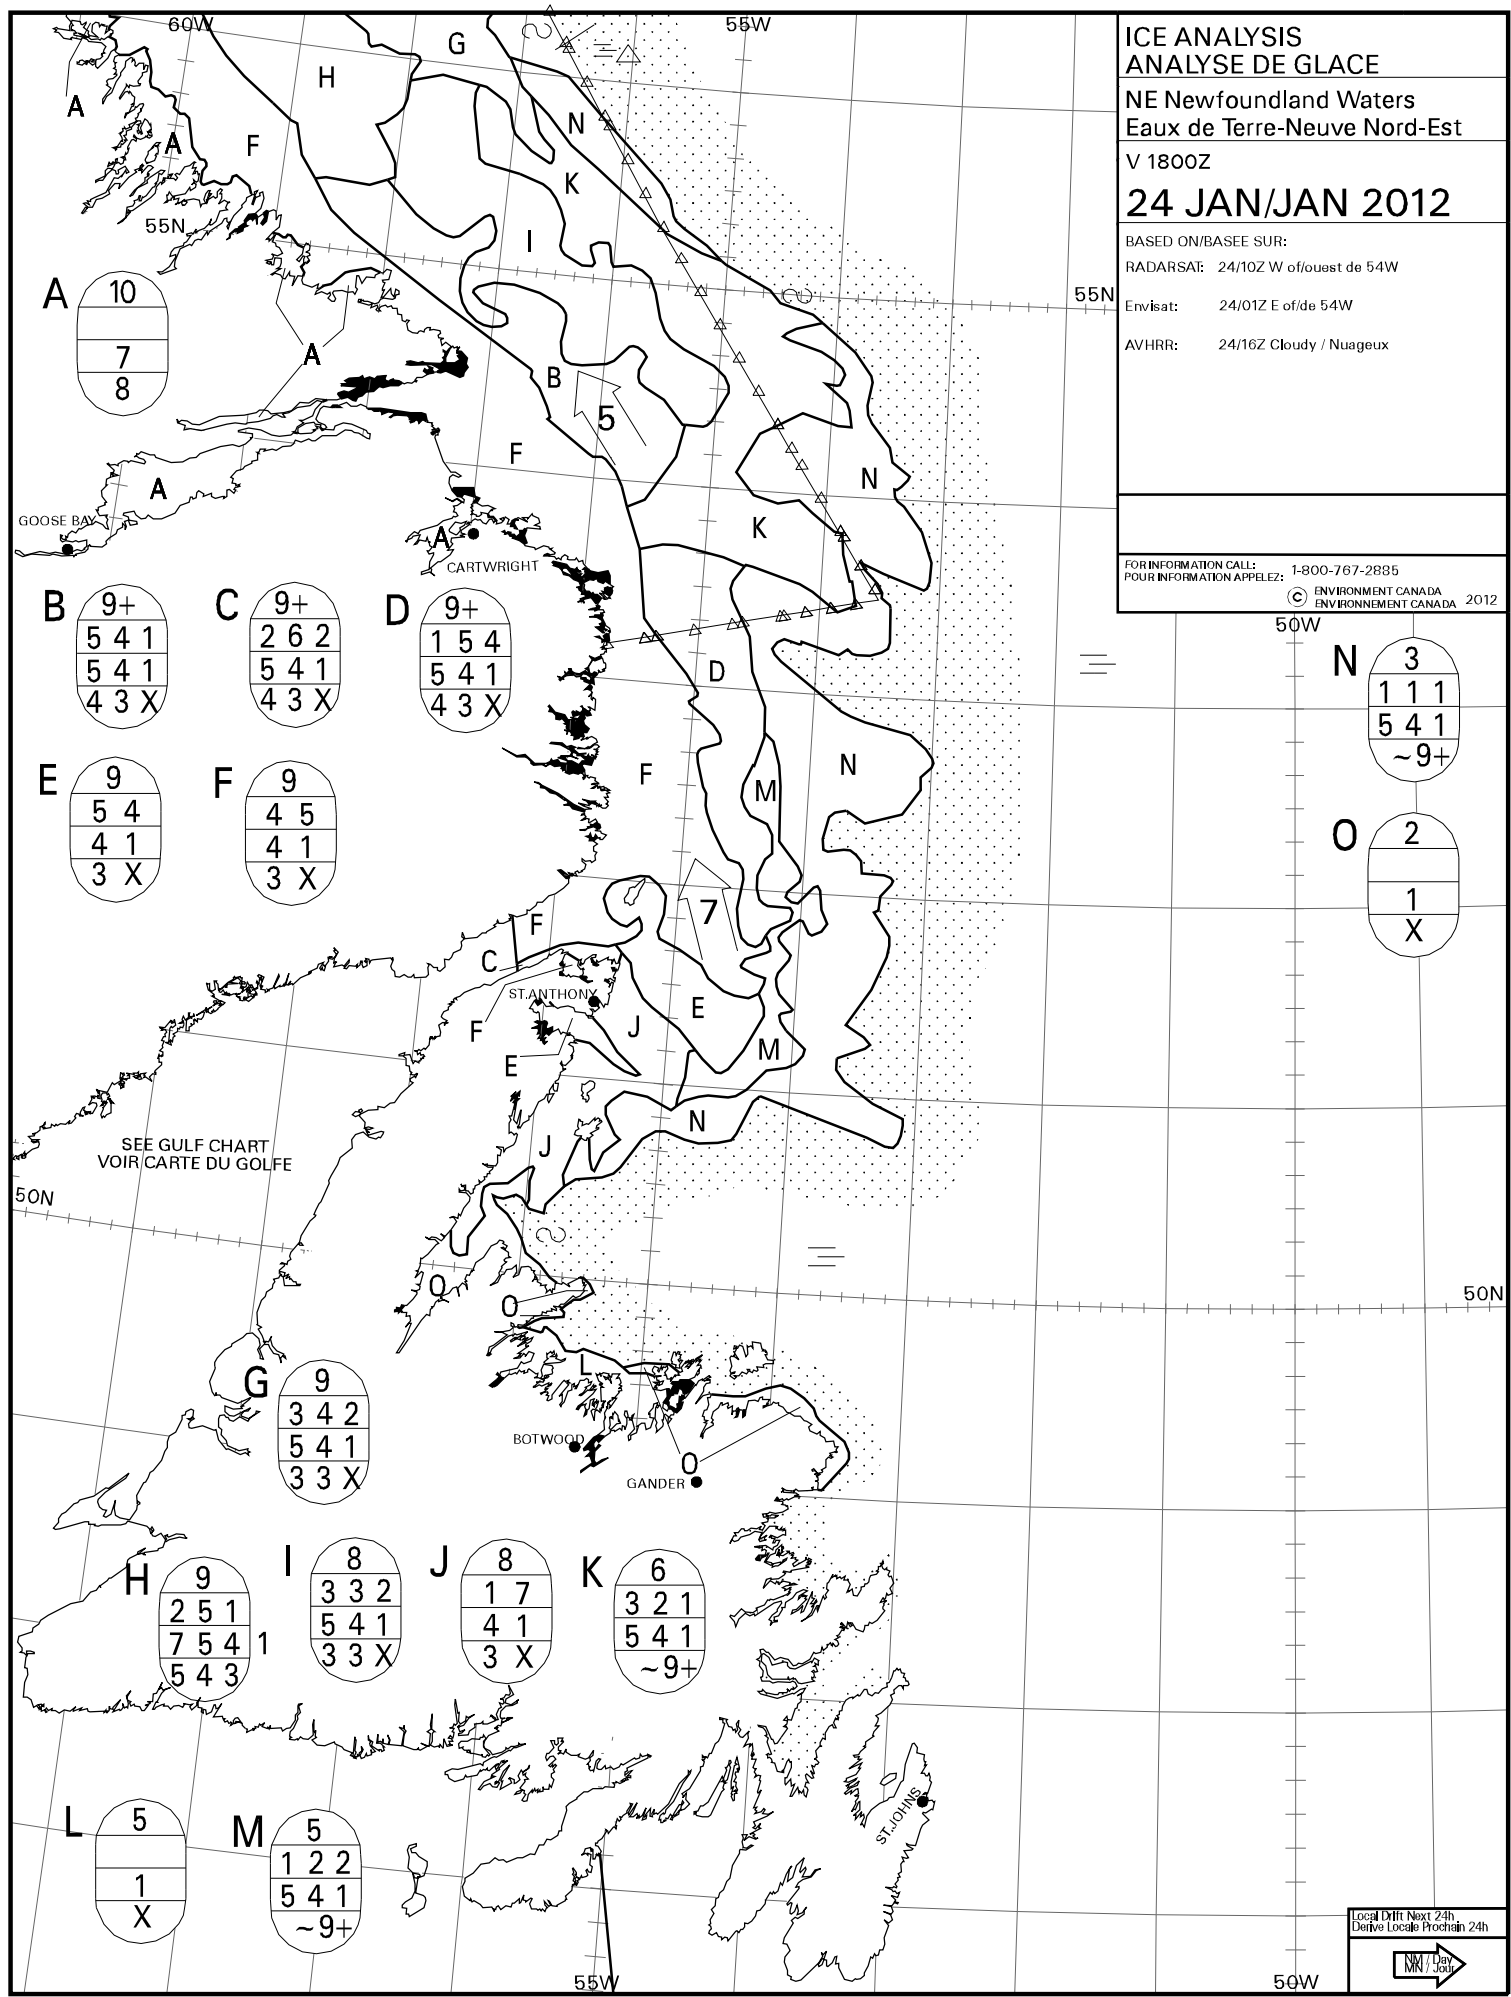 60W
55W
ICE ANALYSIS
ANALYSE DE GLACE
NE Newfoundland Waters
Eaux de Terre-Neuve Nord-Est
V 1800Z
24 JAN/JAN 2012
BASED ON/BASEE SUR:
RADARSAT: 24/10Z W of/ouest de 54W
Envisat: 24/01Z E of/de 54W
AVHRR: 24/16Z Cloudy / Nuageux
FOR INFORMATION CALL:
POUR INFORMATION APPELEZ: 1-800-767-2885
© ENVIRONMENT CANADA
ENVIRONNEMENT CANADA 2012
G
H
A
A
F
N
K
I
55N
55N
A
10
7
8
A
B
5
F
N
A
K
GOOSE BAY
A
CARTWRIGHT
B
9+
5 4 1
5 4 1
4 3 X
C
9+
2 6 2
5 4 1
4 3 X
D
9+
1 5 4
5 4 1
4 3 X
50W
N
3
1 1 1
5 4 1
~9+
D
F
M
N
E
9
5 4
4 1
3 X
F
9
4 5
4 1
3 X
O
2
1
X
7
F
C
ST.ANTHONY
F
E
J
E
M
N
J
SEE GULF CHART
VOIR CARTE DU GOLFE
50N
50N
O
O
L
BOTWOOD
O
GANDER
G
9
3 4 2
5 4 1
3 3 X
H
9
2 5 1
7 5 4 1
5 4 3
I
8
3 3 2
5 4 1
3 3 X
J
8
1 7
4 1
3 X
K
6
3 2 1
5 4 1
~9+
L
5
1
X
M
5
1 2 2
5 4 1
~9+
ST.JOHNS
55W
50W
Local Drift Next 24h
Derive Locale Prochain 24h
NM / Day
MN / Jour